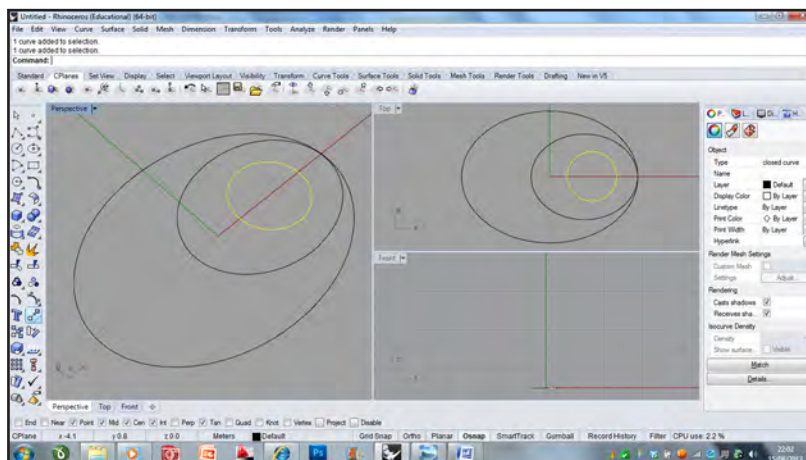 Untitled - Rhinoceros (Educational) (64-bit)
File Edit View Curve Surface Solid Mesh Dimension Transform Tools Analyze Render Panels Help
1 curve added to selection.
1 curve added to selection.
Command:
Standard CPlanes Set View Display Select Viewport Layout Visibility Transform Curve Tools Surface Tools Solid Tools Mesh Tools Render Tools Drafting New in V5
Perspective Top
P... L... Di... H...
Object
Type closed curve
Name
Layer Default
Display Color By Layer
Linetype By Layer
Print Color By Layer
Print Width By Layer
Hyperlink
Front
Render Mesh Settings
Custom Mesh
Settings Adjust...
Rendering
Casts shadows
Receives sha...
Isocurve Density
Density
Show surface... Visible
Match
Details...
Perspective Top Front
End Near Point Mid Cen Int Perp Tan Quad Knot Vertex Project Disable
CPlane x-4.1 y0.8 z0.0 Meters Default Grid Snap Ortho Planar Osnap SmartTrack Gumball Record History Filter CPU use: 2.2 %
22:02